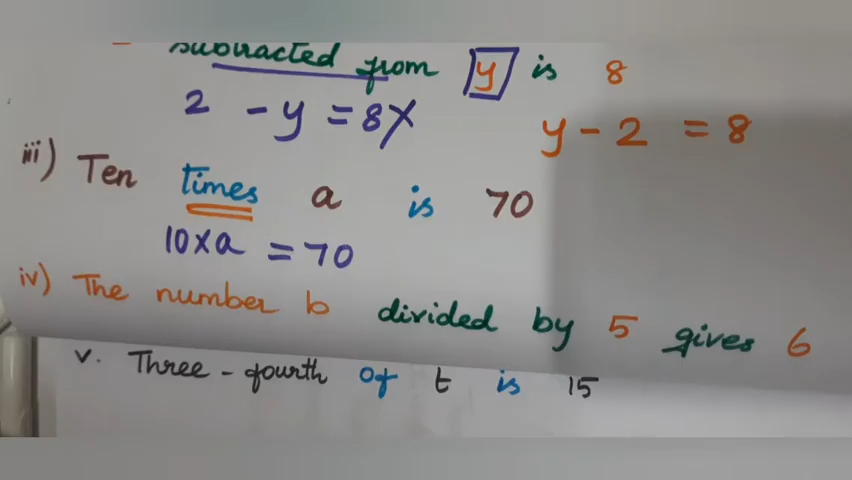 subtracted from y is 8
2 - y = 8 X
y - 2 = 8
iii) Ten times a is 70
10 x a = 70
iv) The number b divided by 5 gives 6
v. Three - fourth of t is 15